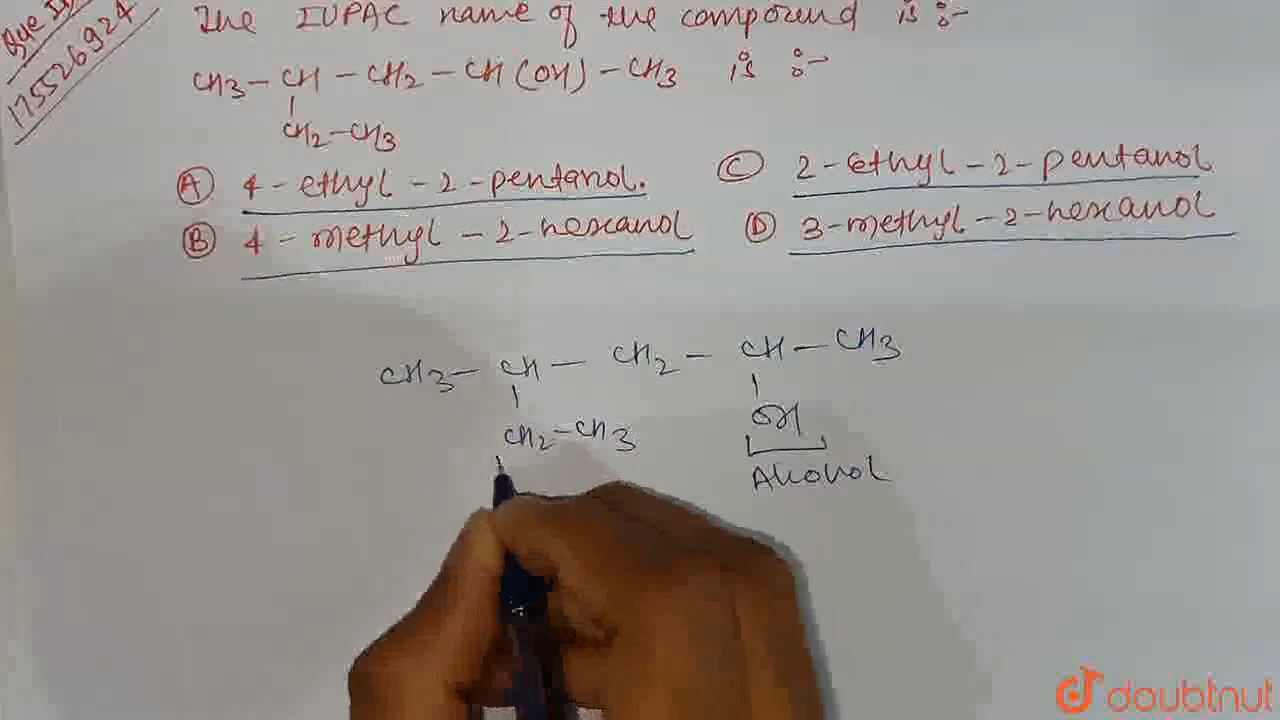 Que ID
1755526924
The IUPAC name of the compound is :-
CH3 - CH - CH2 - CH (OH) - CH3 is :-
CH2 - CH3
(A) 4 - ethyl - 2 - pentanol.
(C) 2 - ethyl - 2 - pentanol
(B) 4 - methyl - 2 - hexanol
(D) 3 - methyl - 2 - hexanol
CH3 - CH - CH2 - CH - CH3
CH2 - CH3
OH
Alcohol
doubtnut